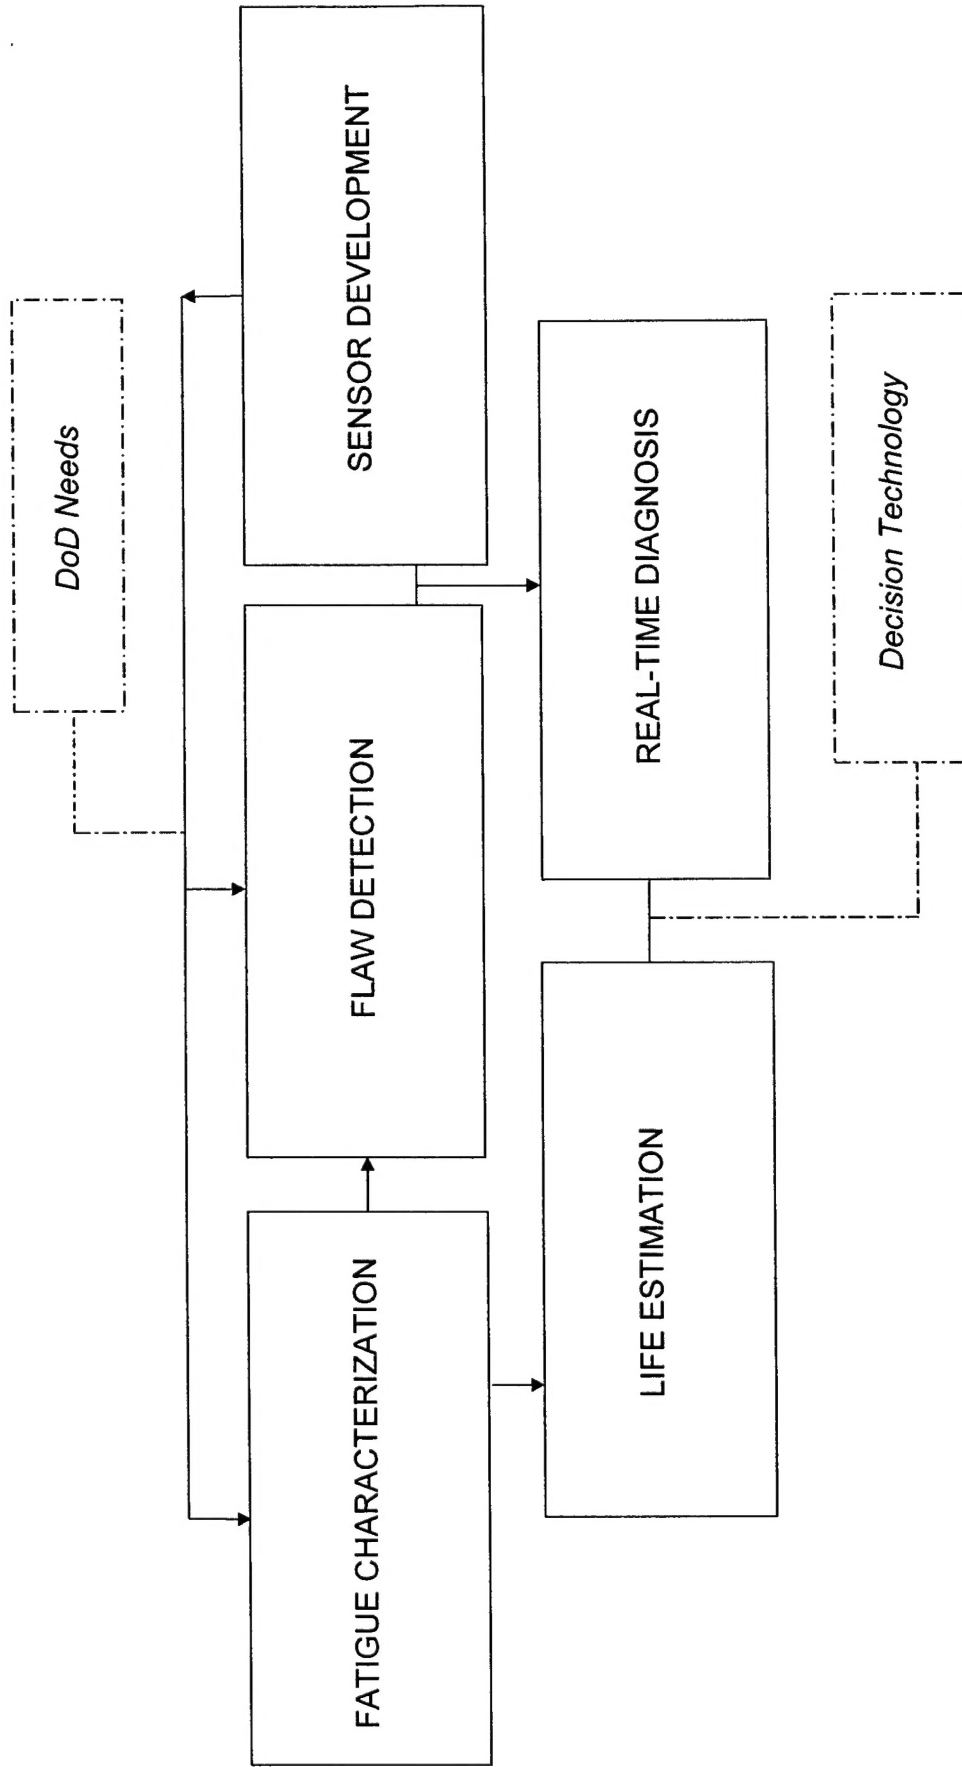 DoD Needs
FATIGUE CHARACTERIZATION
FLAW DETECTION
SENSOR DEVELOPMENT
LIFE ESTIMATION
REAL-TIME DIAGNOSIS
Decision Technology